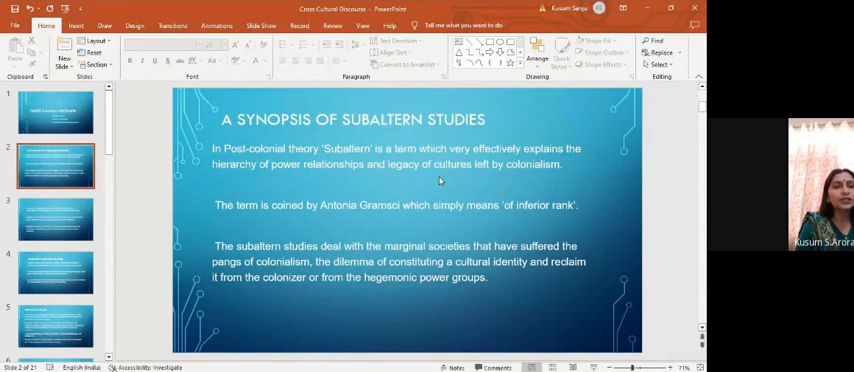 Cross Cultural Discourse - PowerPoint
Kusum Sanju KS
File Home Insert Draw Design Transitions Animations Slide Show Record Review View Help Tell me what you want to do
Paste
New
Slide
Layout
Reset
Section
Text Direction
Align Text
Convert to SmartArt
Arrange
Quick
Styles
Shape Fill
Shape Outline
Shape Effects
Find
Replace
Select
Clipboard Slides Font Paragraph Drawing Editing
1
2
3
4
5
A SYNOPSIS OF SUBALTERN STUDIES
In Post-colonial theory 'Subaltern' is a term which very effectively explains the
hierarchy of power relationships and legacy of cultures left by colonialism.
The term is coined by Antonia Gramsci which simply means 'of inferior rank'.
The subaltern studies deal with the marginal societies that have suffered the
pangs of colonialism, the dilemma of constituting a cultural identity and reclaim
it from the colonizer or from the hegemonic power groups.
Kusum S.Arora
Slide 2 of 21 English (India) Accessibility: Investigate Notes Comments 71%